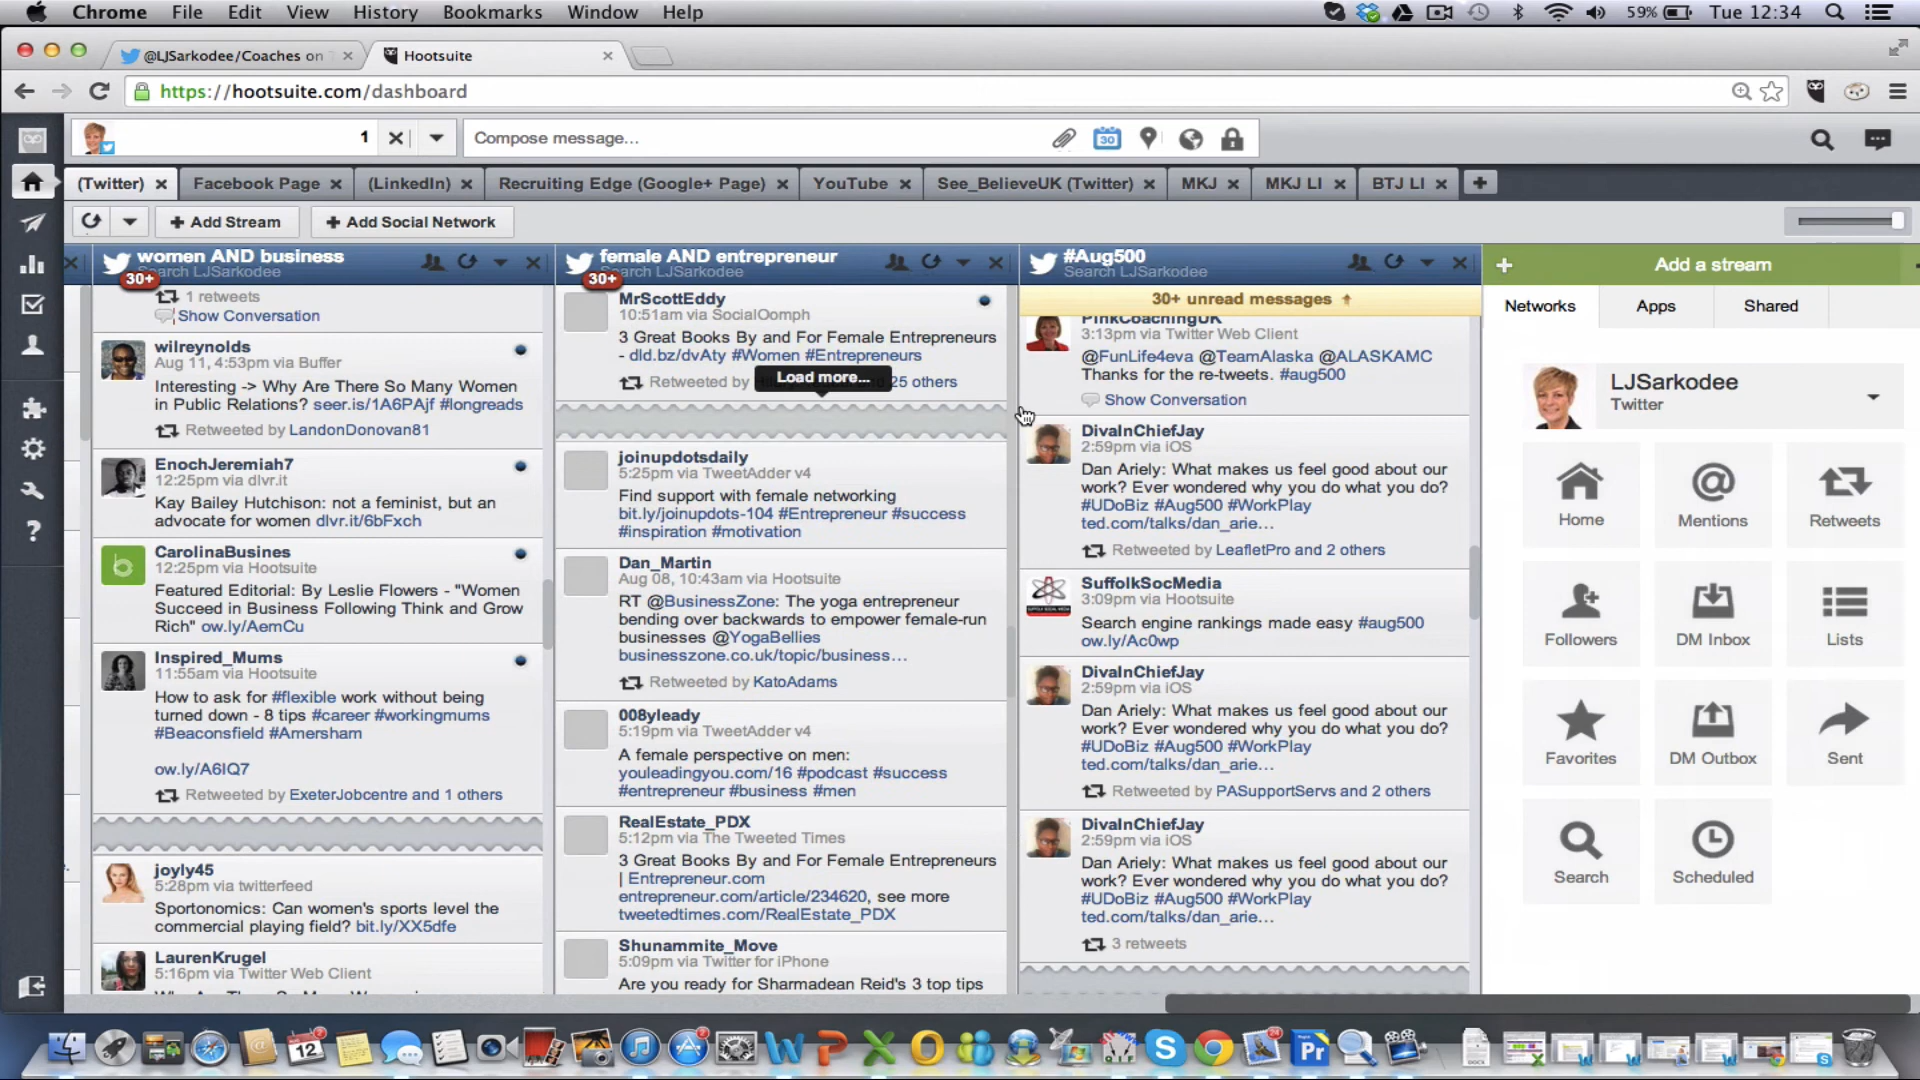 Chrome File Edit View History Bookmarks Window Help
59% Tue 12:34
@LJSarkodee/Coaches on
Hootsuite
https://hootsuite.com/dashboard
1
Compose message...
30
(Twitter)
Facebook Page
(LinkedIn)
Recruiting Edge (Google+ Page)
YouTube
See_BelieveUK (Twitter)
MKJ
MKJ LI
BTJ LI
Add Stream
Add Social Network
women AND business
Search LJSarkodee
30+
1 retweets
Show Conversation
wilreynolds
Aug 11, 4:53pm via Buffer
Interesting -> Why Are There So Many Women
in Public Relations? seer.is/1A6PAjf #longreads
Retweeted by LandonDonovan81
EnochJeremiah7
12:25pm via dlvr.it
Kay Bailey Hutchison: not a feminist, but an
advocate for women dlvr.it/6bFxch
CarolinaBusines
12:25pm via Hootsuite
Featured Editorial: By Leslie Flowers - "Women
Succeed in Business Following Think and Grow
Rich" ow.ly/AemCu
Inspired_Mums
11:55am via Hootsuite
How to ask for #flexible work without being
turned down - 8 tips #career #workingmums
#Beaconsfield #Amersham
ow.ly/A6IQ7
Retweeted by ExeterJobcentre and 1 others
joyly45
5:28pm via twitterfeed
Sportonomics: Can women's sports level the
commercial playing field? bit.ly/XX5dfe
LaurenKrugel
5:16pm via Twitter Web Client
female AND entrepreneur
Search LJSarkodee
30+
MrScottEddy
10:51am via SocialOomph
3 Great Books By and For Female Entrepreneurs
- dld.bz/dvAty #Women #Entrepreneurs
Retweeted by
25 others
Load more...
joinupdotsdaily
5:25pm via TweetAdder v4
Find support with female networking
bit.ly/joinupdots-104 #Entrepreneur #success
#inspiration #motivation
Dan_Martin
Aug 08, 10:43am via Hootsuite
RT @BusinessZone: The yoga entrepreneur
bending over backwards to empower female-run
businesses @YogaBellies
businesszone.co.uk/topic/business...
Retweeted by KatoAdams
008yleady
5:19pm via TweetAdder v4
A female perspective on men:
youleadingyou.com/16 #podcast #success
#entrepreneur #business #men
RealEstate_PDX
5:12pm via The Tweeted Times
3 Great Books By and For Female Entrepreneurs
| Entrepreneur.com
entrepreneur.com/article/234620, see more
tweetedtimes.com/RealEstate_PDX
Shunammite_Move
5:09pm via Twitter for iPhone
Are you ready for Sharmadean Reid's 3 top tips
#Aug500
Search LJSarkodee
30+ unread messages
PinkCoachingUK
3:13pm via Twitter Web Client
@FunLife4eva @TeamAlaska @ALASKAMC
Thanks for the re-tweets. #aug500
Show Conversation
DivaInChiefJay
2:59pm via iOS
Dan Ariely: What makes us feel good about our
work? Ever wondered why you do what you do?
#UDoBiz #Aug500 #WorkPlay
ted.com/talks/dan_arie...
Retweeted by LeafletPro and 2 others
SuffolkSocMedia
3:09pm via Hootsuite
Search engine rankings made easy #aug500
ow.ly/Ac0wp
DivaInChiefJay
2:59pm via iOS
Dan Ariely: What makes us feel good about our
work? Ever wondered why you do what you do?
#UDoBiz #Aug500 #WorkPlay
ted.com/talks/dan_arie...
Retweeted by PASupportServs and 2 others
DivaInChiefJay
2:59pm via iOS
Dan Ariely: What makes us feel good about our
work? Ever wondered why you do what you do?
#UDoBiz #Aug500 #WorkPlay
ted.com/talks/dan_arie...
3 retweets
Add a stream
Networks Apps Shared
LJSarkodee
Twitter
Home Mentions Retweets
Followers DM Inbox Lists
Favorites DM Outbox Sent
Search Scheduled
12
2
2
24
Pr